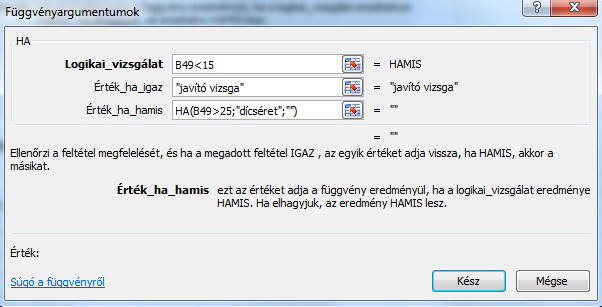 Függvényargumentumok
HA
Logikai_vizsgálat B49<15 = HAMIS
Érték_ha_igaz "javító vizsga" = "javító vizsga"
Érték_ha_hamis HA(B49>25;"dícséret";"") = ""
= ""
Ellenőrzi a feltétel megfelelését, és ha a megadott feltétel IGAZ , az egyik értéket adja vissza, ha HAMIS, akkor a
másikat.
Érték_ha_hamis ezt az értéket adja a függvény eredményül, ha a logikai_vizsgálat eredménye
HAMIS. Ha elhagyjuk, az eredmény HAMIS lesz.
Érték:
Súgó a függvényről
Kész Mégse